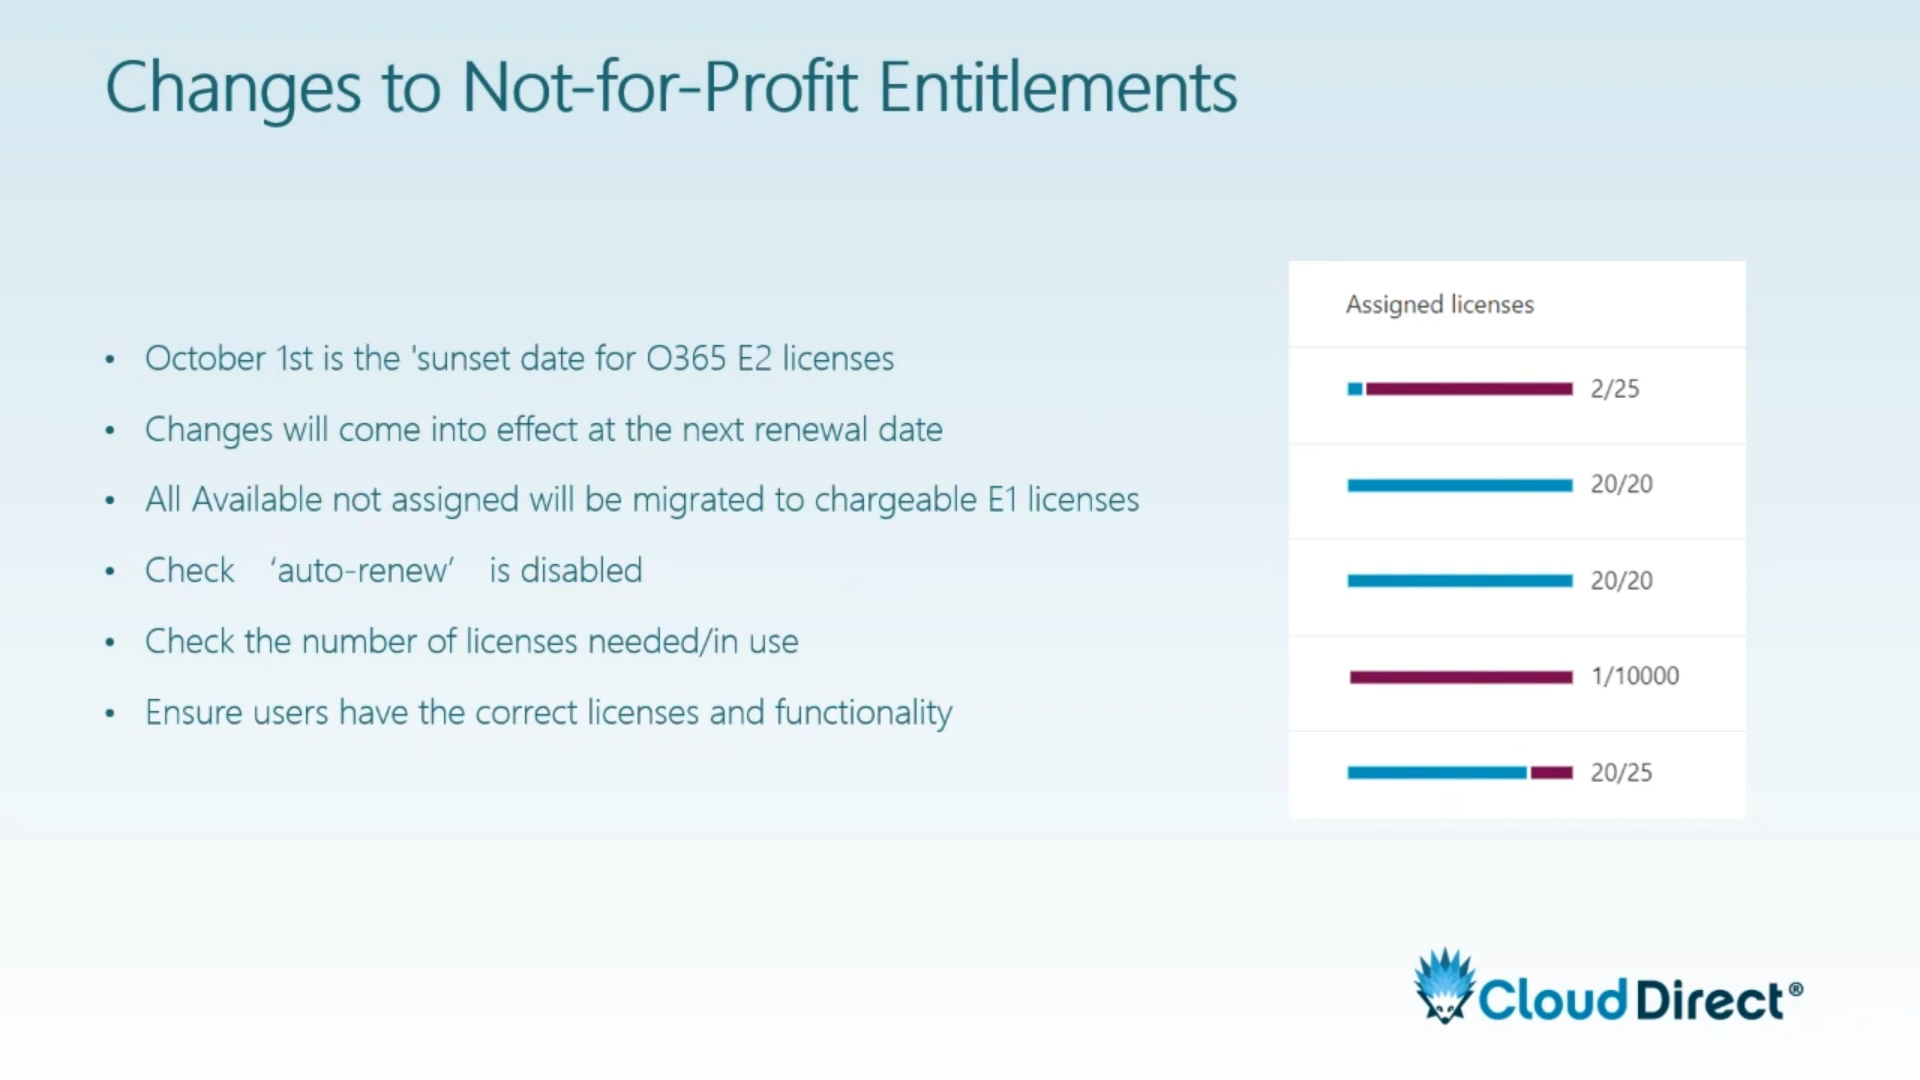 Changes to Not-for-Profit Entitlements
• October 1st is the 'sunset date for O365 E2 licenses
• Changes will come into effect at the next renewal date
• All Available not assigned will be migrated to chargeable E1 licenses
• Check ‘auto-renew’ is disabled
• Check the number of licenses needed/in use
• Ensure users have the correct licenses and functionality
Assigned licenses
2/25
20/20
20/20
1/10000
20/25
Cloud Direct®